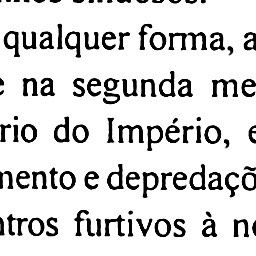 qualquer forma, a
e na segunda me
rio do Império, e
mento e depredaçõ
ntros furtivos à n